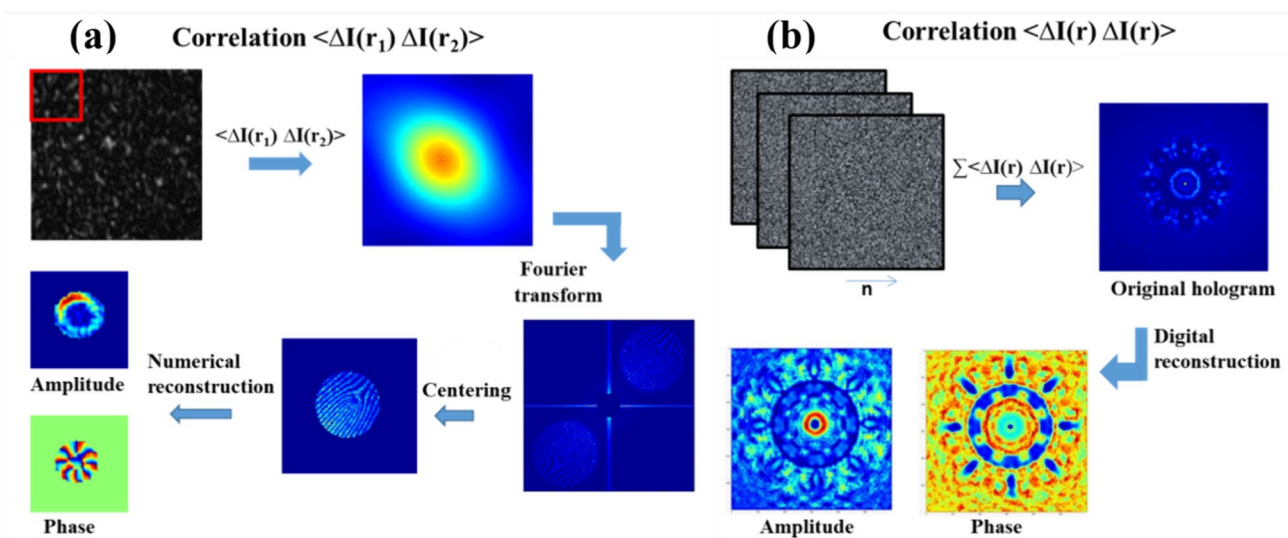 (a) Correlation <ΔI(r₁) ΔI(r₂)>
<ΔI(r₁) ΔI(r₂)>
Fourier
transform
Centering
Numerical
reconstruction
Amplitude
Phase
(b) Correlation <ΔI(r) ΔI(r)>
∑<ΔI(r) ΔI(r)>
n
Original hologram
Digital
reconstruction
Amplitude
Phase